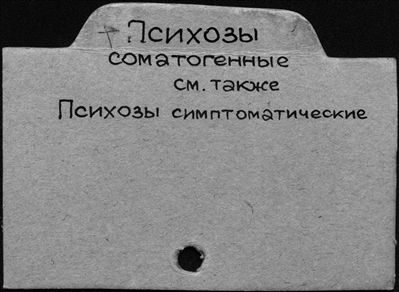 Психозы
соматогенные
см. также
Психозы симптоматические